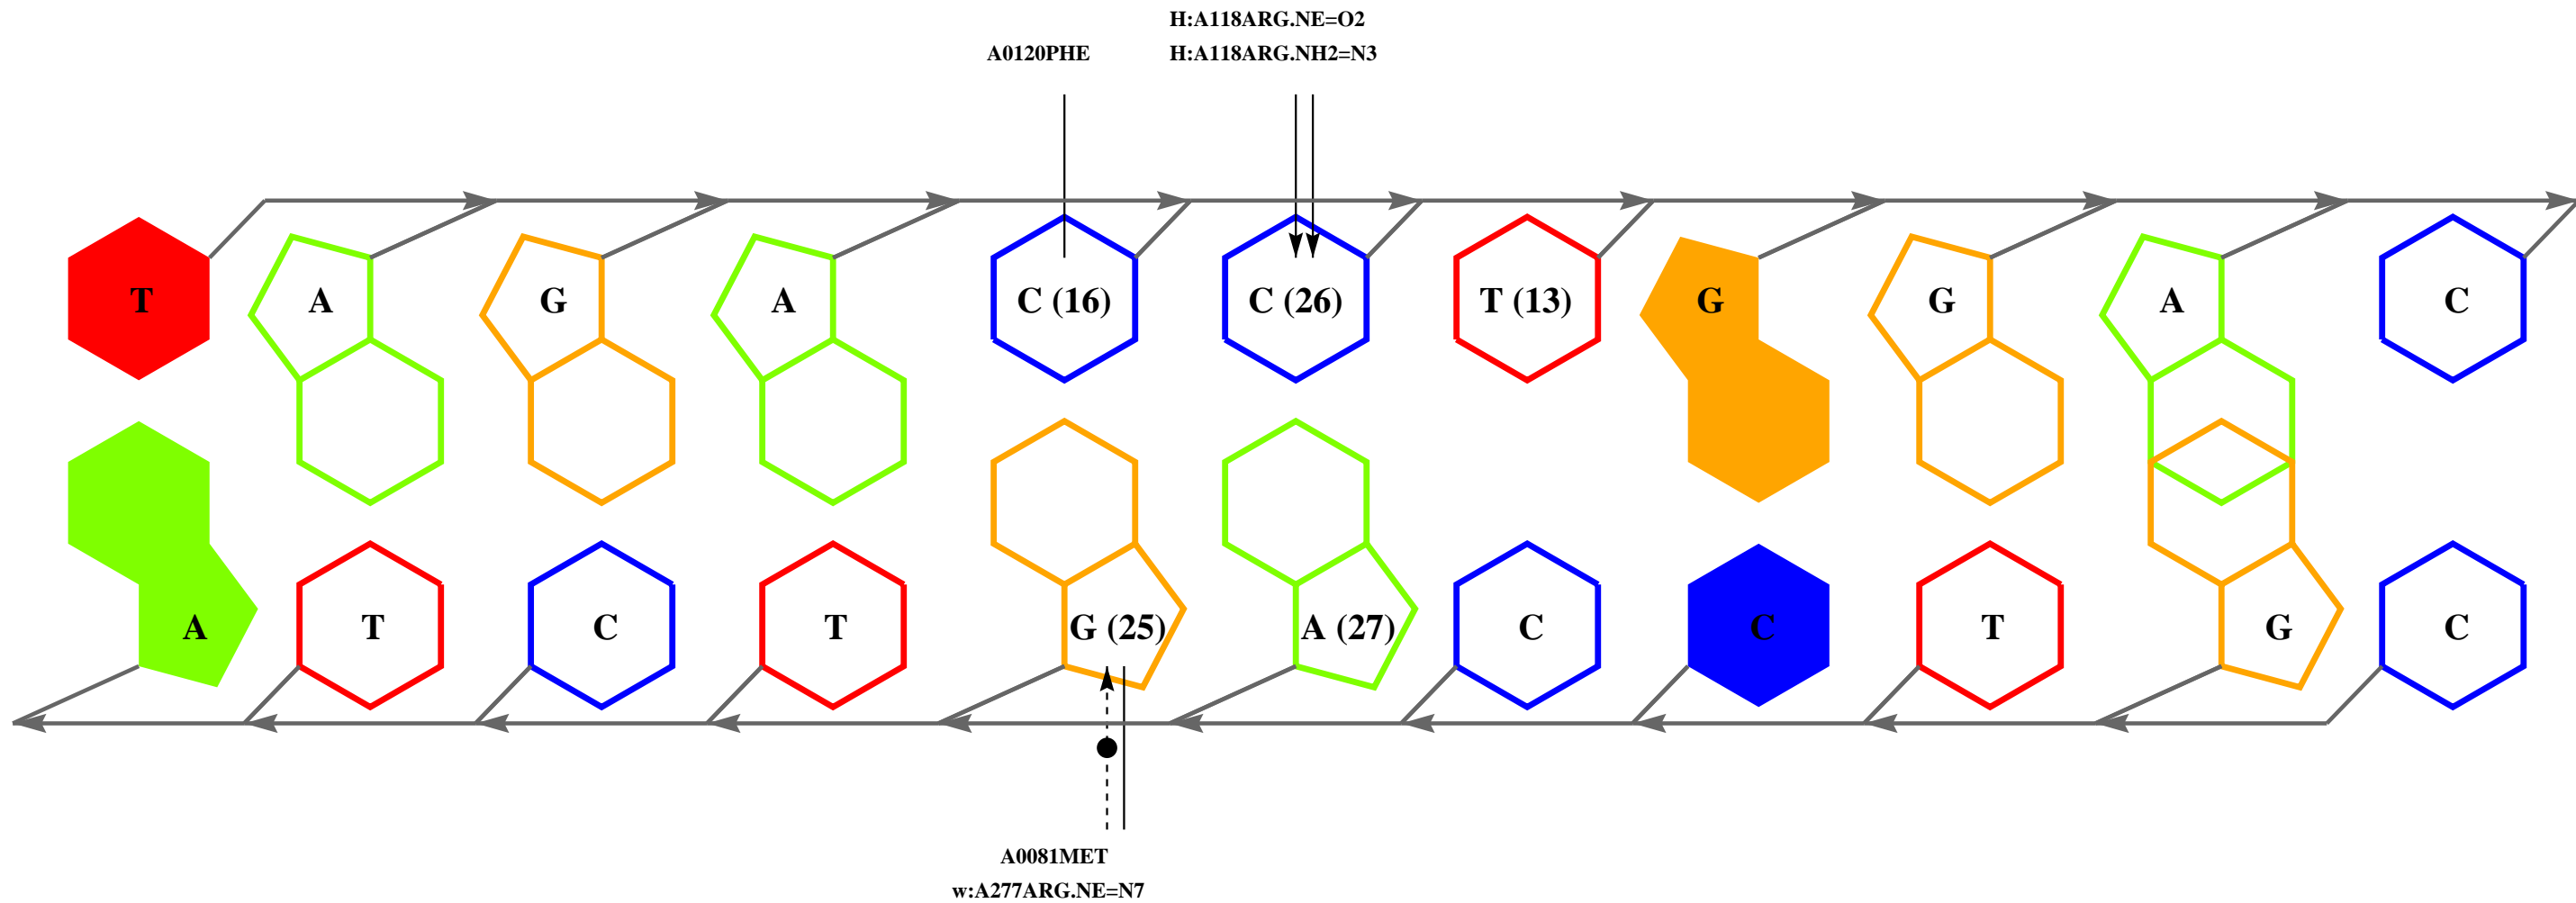 H:A118ARG.NE=O2
A0120PHE H:A118ARG.NH2=N3
T A G A C (16) C (26) T (13) G G A C
A T C T G (25) A (27) C C T G C
A0081MET
w:A277ARG.NE=N7